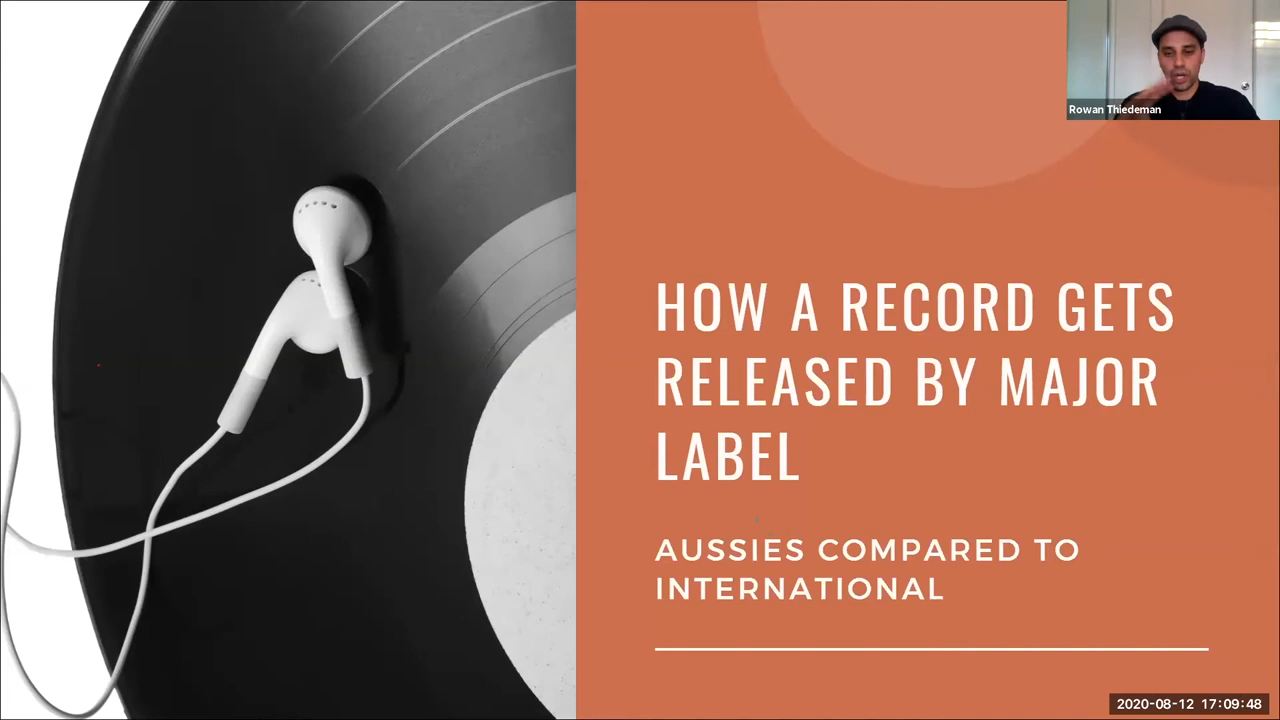 Rowan Thiedeman
HOW A RECORD GETS
RELEASED BY MAJOR
LABEL
AUSSIES COMPARED TO
INTERNATIONAL
2020-08-12 17:09:48